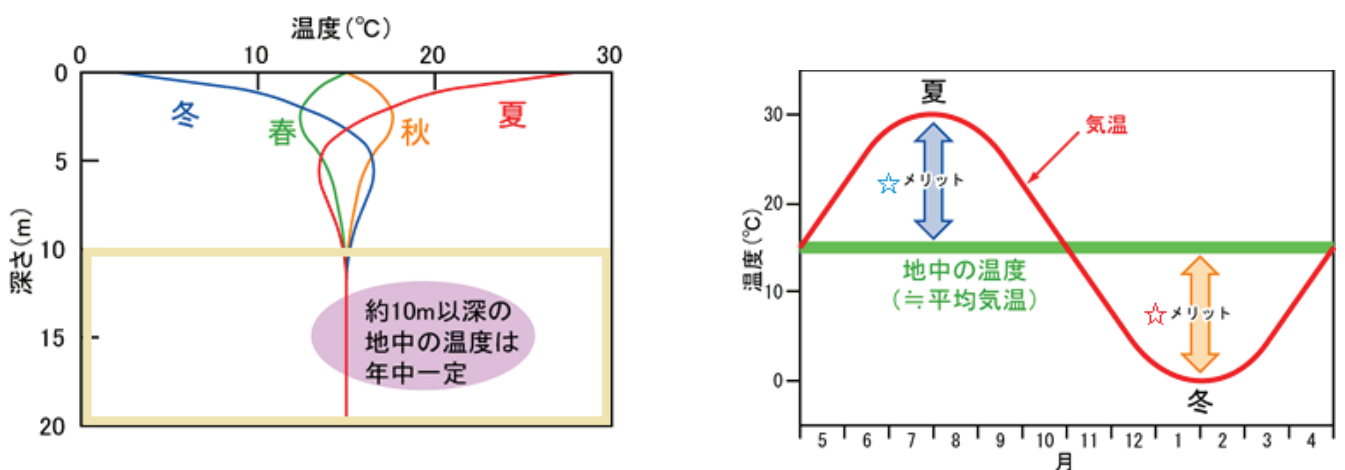 温度(℃)
0 10 20 30
0
冬
春
秋
夏
5
深さ(m)
10
約10m以深の
地中の温度は
年中一定
15
20
夏
30
気温
☆メリット
20
温度(℃)
地中の温度
(≒平均気温)
10
☆メリット
0
冬
5 6 7 8 9 10 11 12 1 2 3 4
月